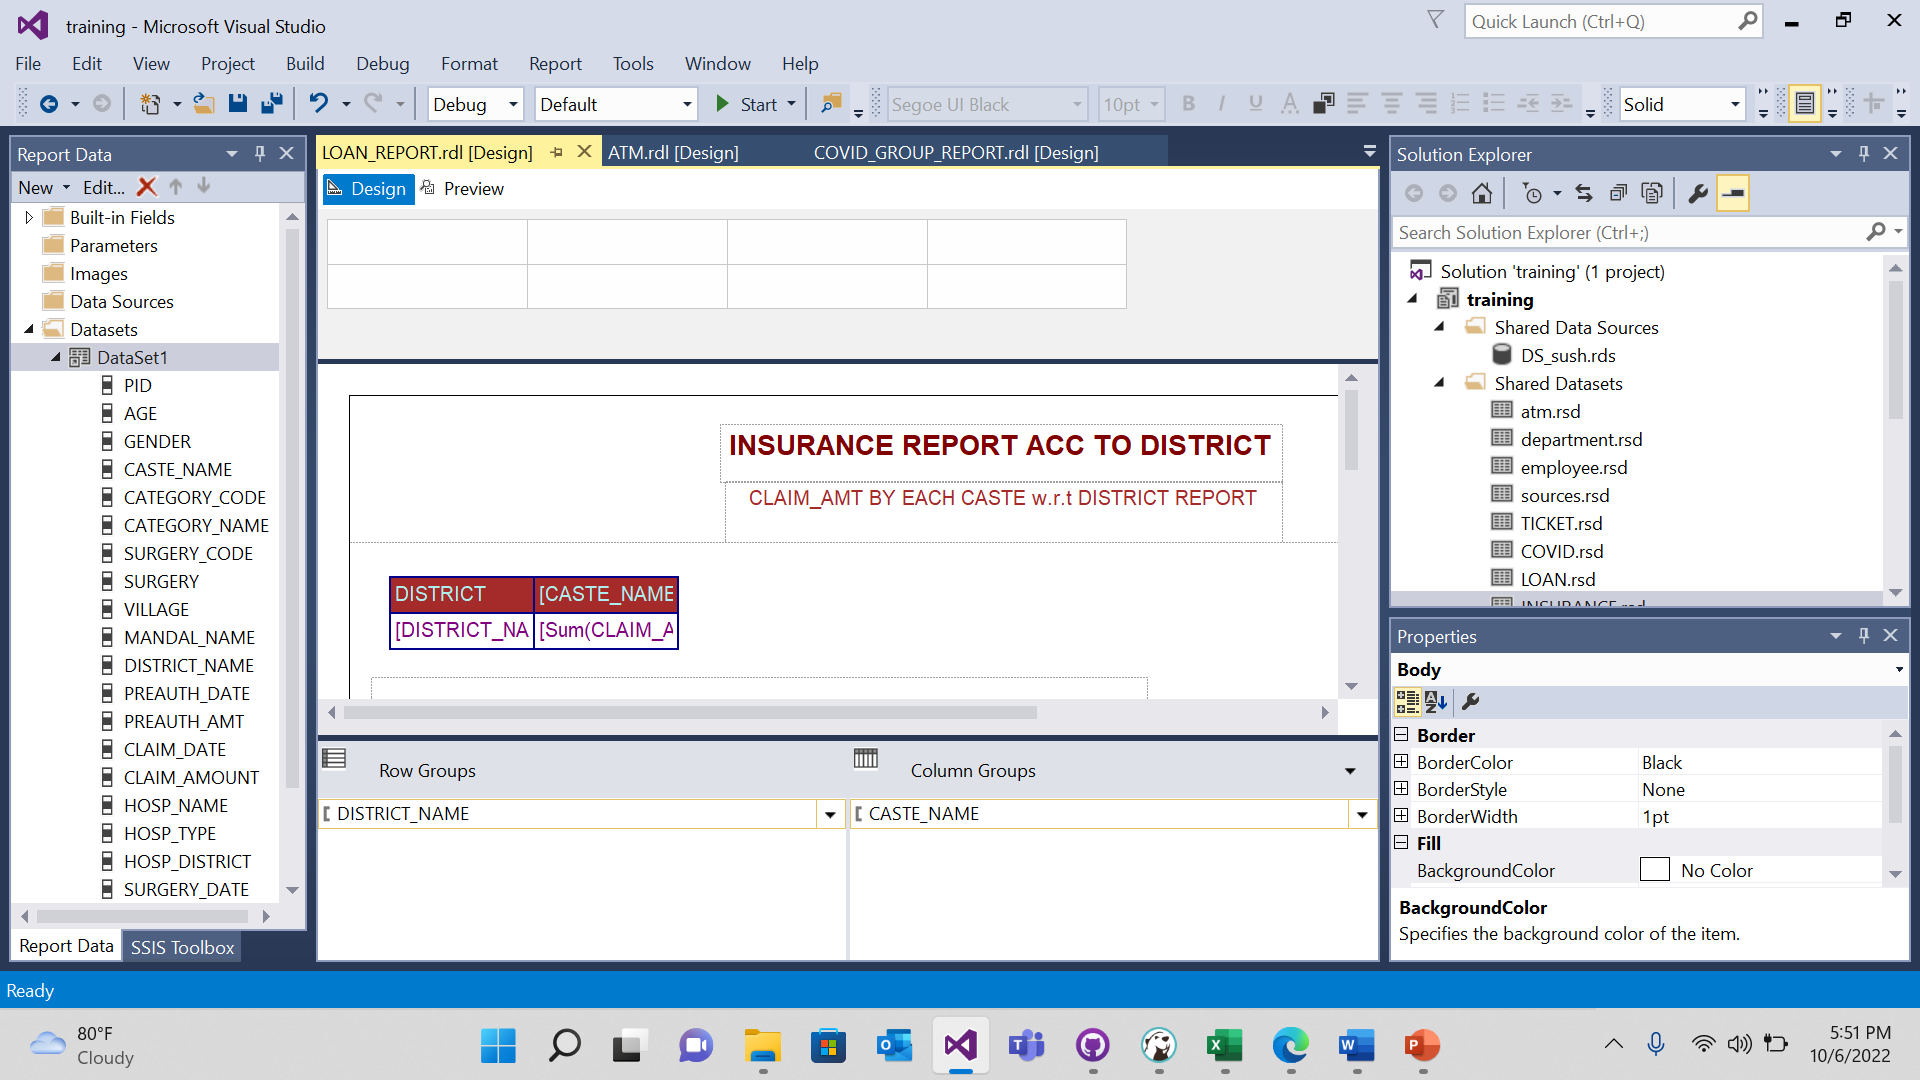 training - Microsoft Visual Studio
Quick Launch (Ctrl+Q)
File Edit View Project Build Debug Format Report Tools Window Help
Debug Default Start Segoe UI Black 10pt B I U A Solid
Report Data
New Edit...
Built-in Fields
Parameters
Images
Data Sources
Datasets
DataSet1
PID
AGE
GENDER
CASTE_NAME
CATEGORY_CODE
CATEGORY_NAME
SURGERY_CODE
SURGERY
VILLAGE
MANDAL_NAME
DISTRICT_NAME
PREAUTH_DATE
PREAUTH_AMT
CLAIM_DATE
CLAIM_AMOUNT
HOSP_NAME
HOSP_TYPE
HOSP_DISTRICT
SURGERY_DATE
Report Data SSIS Toolbox
LOAN_REPORT.rdl [Design] ATM.rdl [Design] COVID_GROUP_REPORT.rdl [Design]
Design Preview
INSURANCE REPORT ACC TO DISTRICT
CLAIM_AMT BY EACH CASTE w.r.t DISTRICT REPORT
DISTRICT [CASTE_NAME
[DISTRICT_NA [Sum(CLAIM_A
Row Groups Column Groups
DISTRICT_NAME CASTE_NAME
Solution Explorer
Search Solution Explorer (Ctrl+;)
Solution 'training' (1 project)
training
Shared Data Sources
DS_sush.rds
Shared Datasets
atm.rsd
department.rsd
employee.rsd
sources.rsd
TICKET.rsd
COVID.rsd
LOAN.rsd
INSURANCE.rsd
Properties
Body
Border
BorderColor Black
BorderStyle None
BorderWidth 1pt
Fill
BackgroundColor No Color
BackgroundColor
Specifies the background color of the item.
Ready
80°F
Cloudy
5:51 PM
10/6/2022